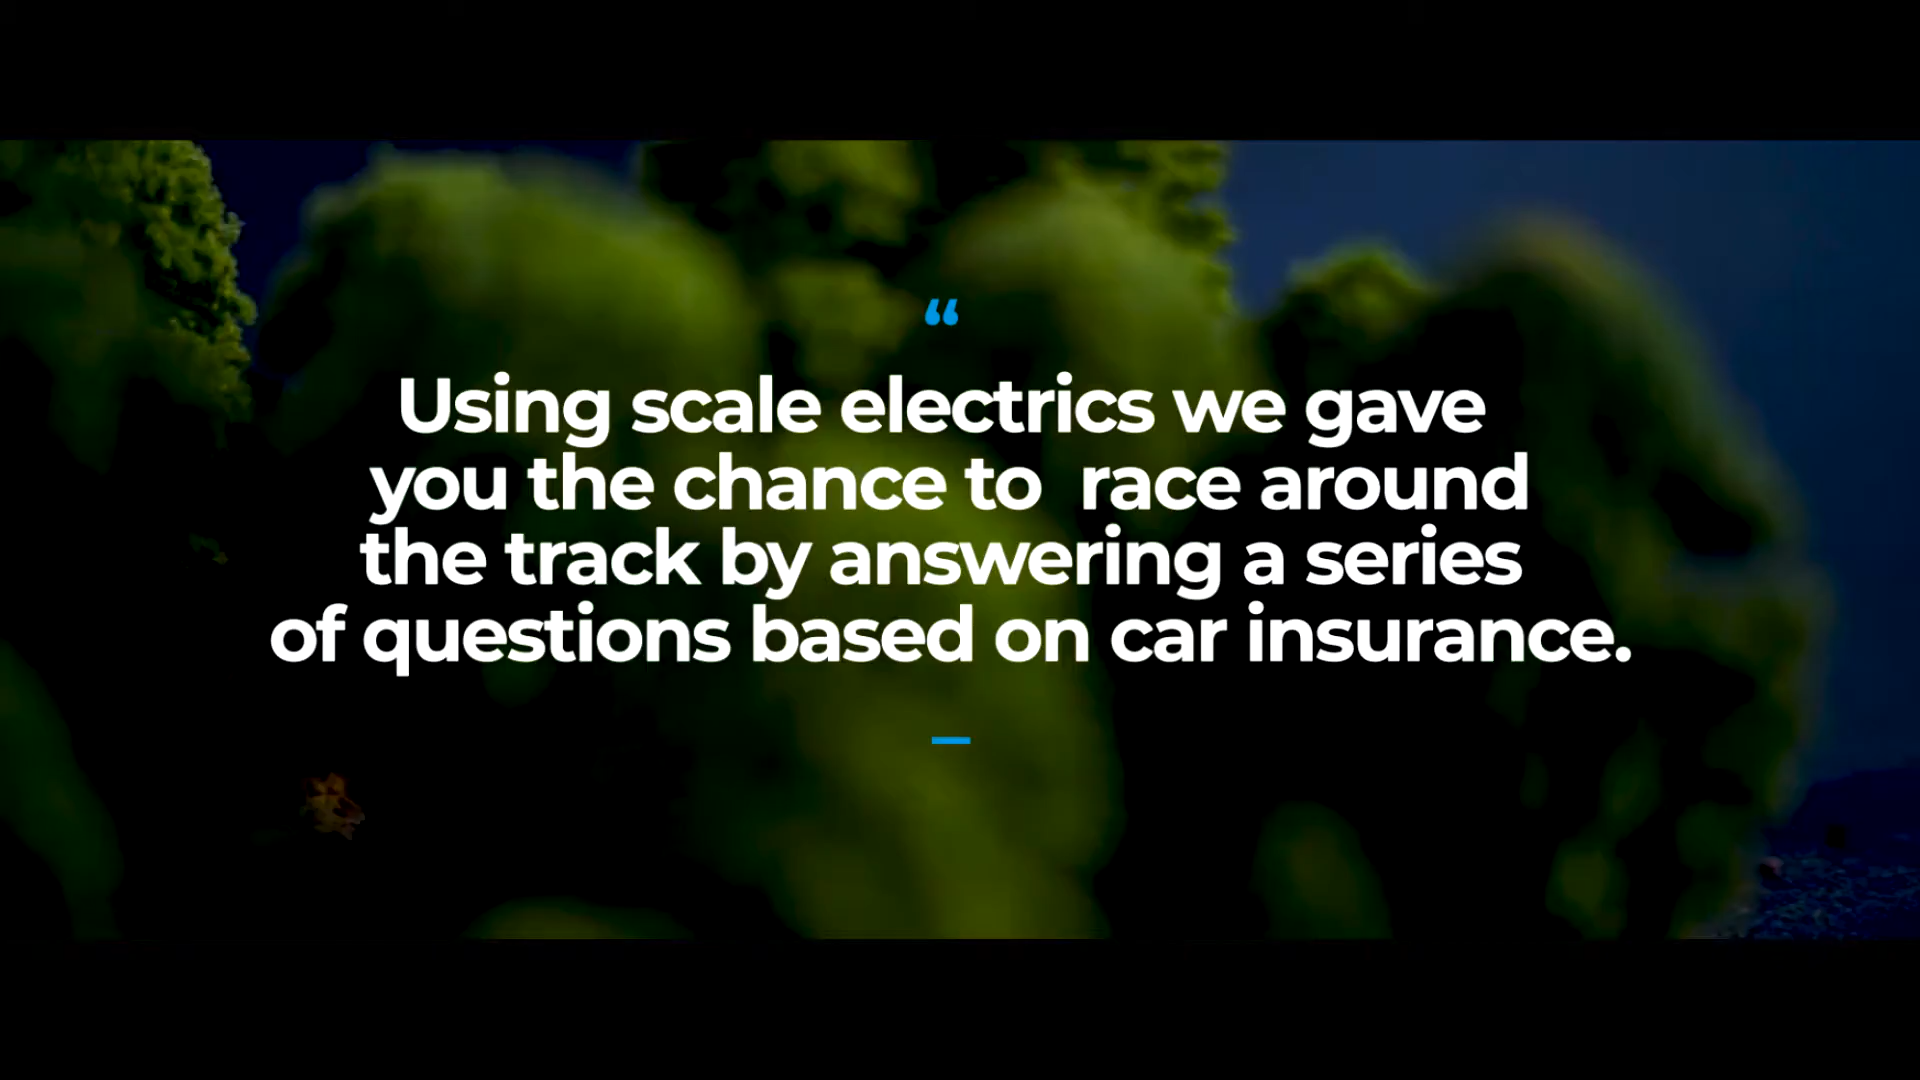 “
Using scale electrics we gave
you the chance to  race around
the track by answering a series
of questions based on car insurance.